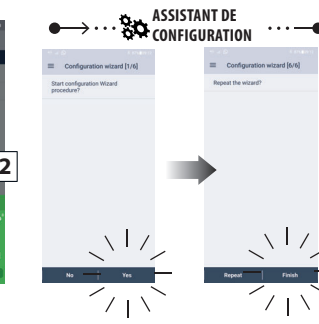 ASSISTANT DE
CONFIGURATION
2
Configuration wizard [1/6]
Start configuration Wizard
procedure?
No
Yes
Configuration wizard [6/6]
Repeat the wizard?
Repeat
Finish